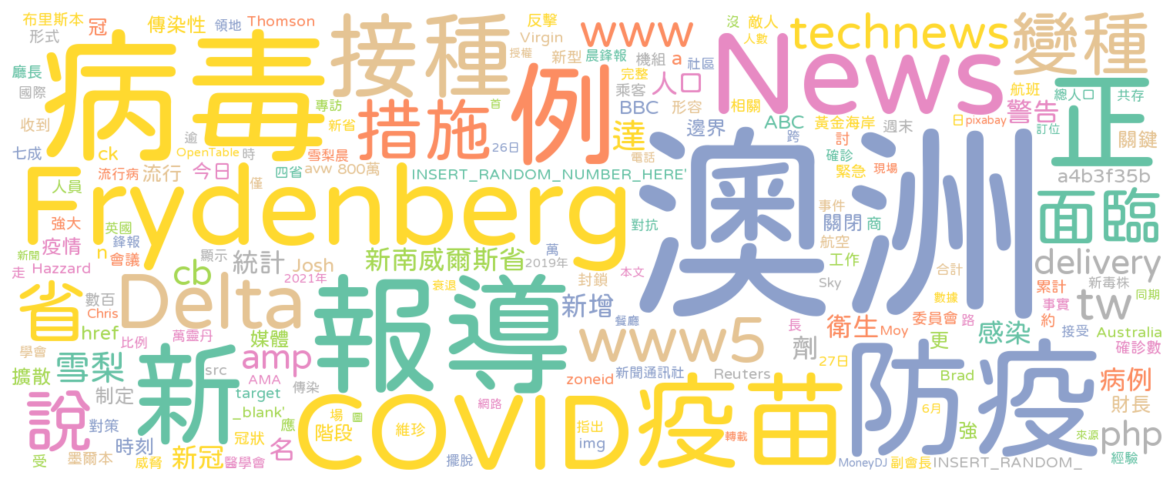 布里斯本
冠
傳染性
領地
Thomson
反擊
Virgin
www
沒
敵人
人數
授權
technews
變種
形式
病毒
接種
例
新型
晨鋒報
機組
a
社區
News
航班
總人口
共存
正
廳長
國際
收到
七成
ck
專訪
首
完整
乘客
BBC
人口
形容
相關
ABC
黃金海岸
日
pixabay
警告
訂位
關鍵
措施
達
邊界
跨
週末
討
逾
OpenTable
時
新省
四省
雪梨晨
26日
電話
確診
緊急
現場
a4b3f35b
流行病
流行
今日
僅
avw
800萬
INSERT_RANDOM_NUMBER_HERE'
人員
Frydenberg
澳洲
面臨
強大
英國
鋒報
疫情
會議
n
新聞
走
Hazzard
顯示
統計
cb
Josh
2021年
新南威爾斯省
萬
2019年
對抗
本文
封鎖
事件
關閉
商
航空
工作
合計
Sky
delivery
新毒株
同期
tw
累計
事實
約
數據
省
數百
Chris
Delta
比例
萬靈丹
href
媒體
報導
衰退
新增
餐廳
www5
長
劑
衛生
Moy
委員會
路
更
感染
接受
Australia
確診數
學會
雪梨
擴散
新
amp
src
AMA
傳染
target
制定
_blank'
zoneid
新聞通訊社
Reuters
27日
防疫
Brad
病例
財長
說
對策
應
時刻
名
受
墨爾本
威脅
新冠
冠狀
醫學會
場
圖
階段
維珍
擺脫
COVID
網路
指出
img
疫苗
轉載
6月
強
php
來源
經驗
MoneyDJ
副會長
INSERT_RANDOM_